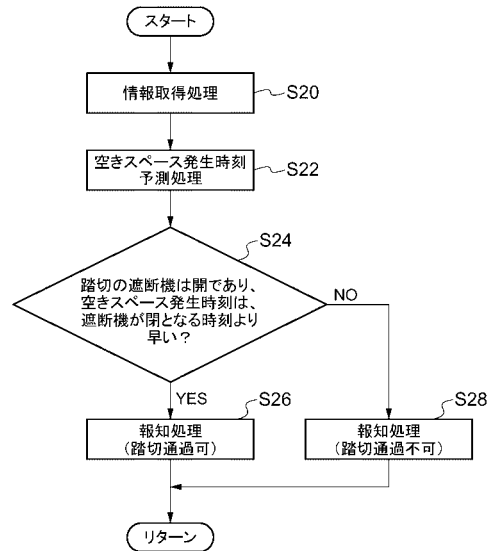 スタート
情報取得処理
S20
空きスペース発生時刻
予測処理
S22
S24
踏切の遮断機は開であり、
空きスペース発生時刻は、
遮断機が閉となる時刻より
早い？
NO
YES
S26
報知処理
(踏切通過可)
S28
報知処理
(踏切通過不可)
リターン